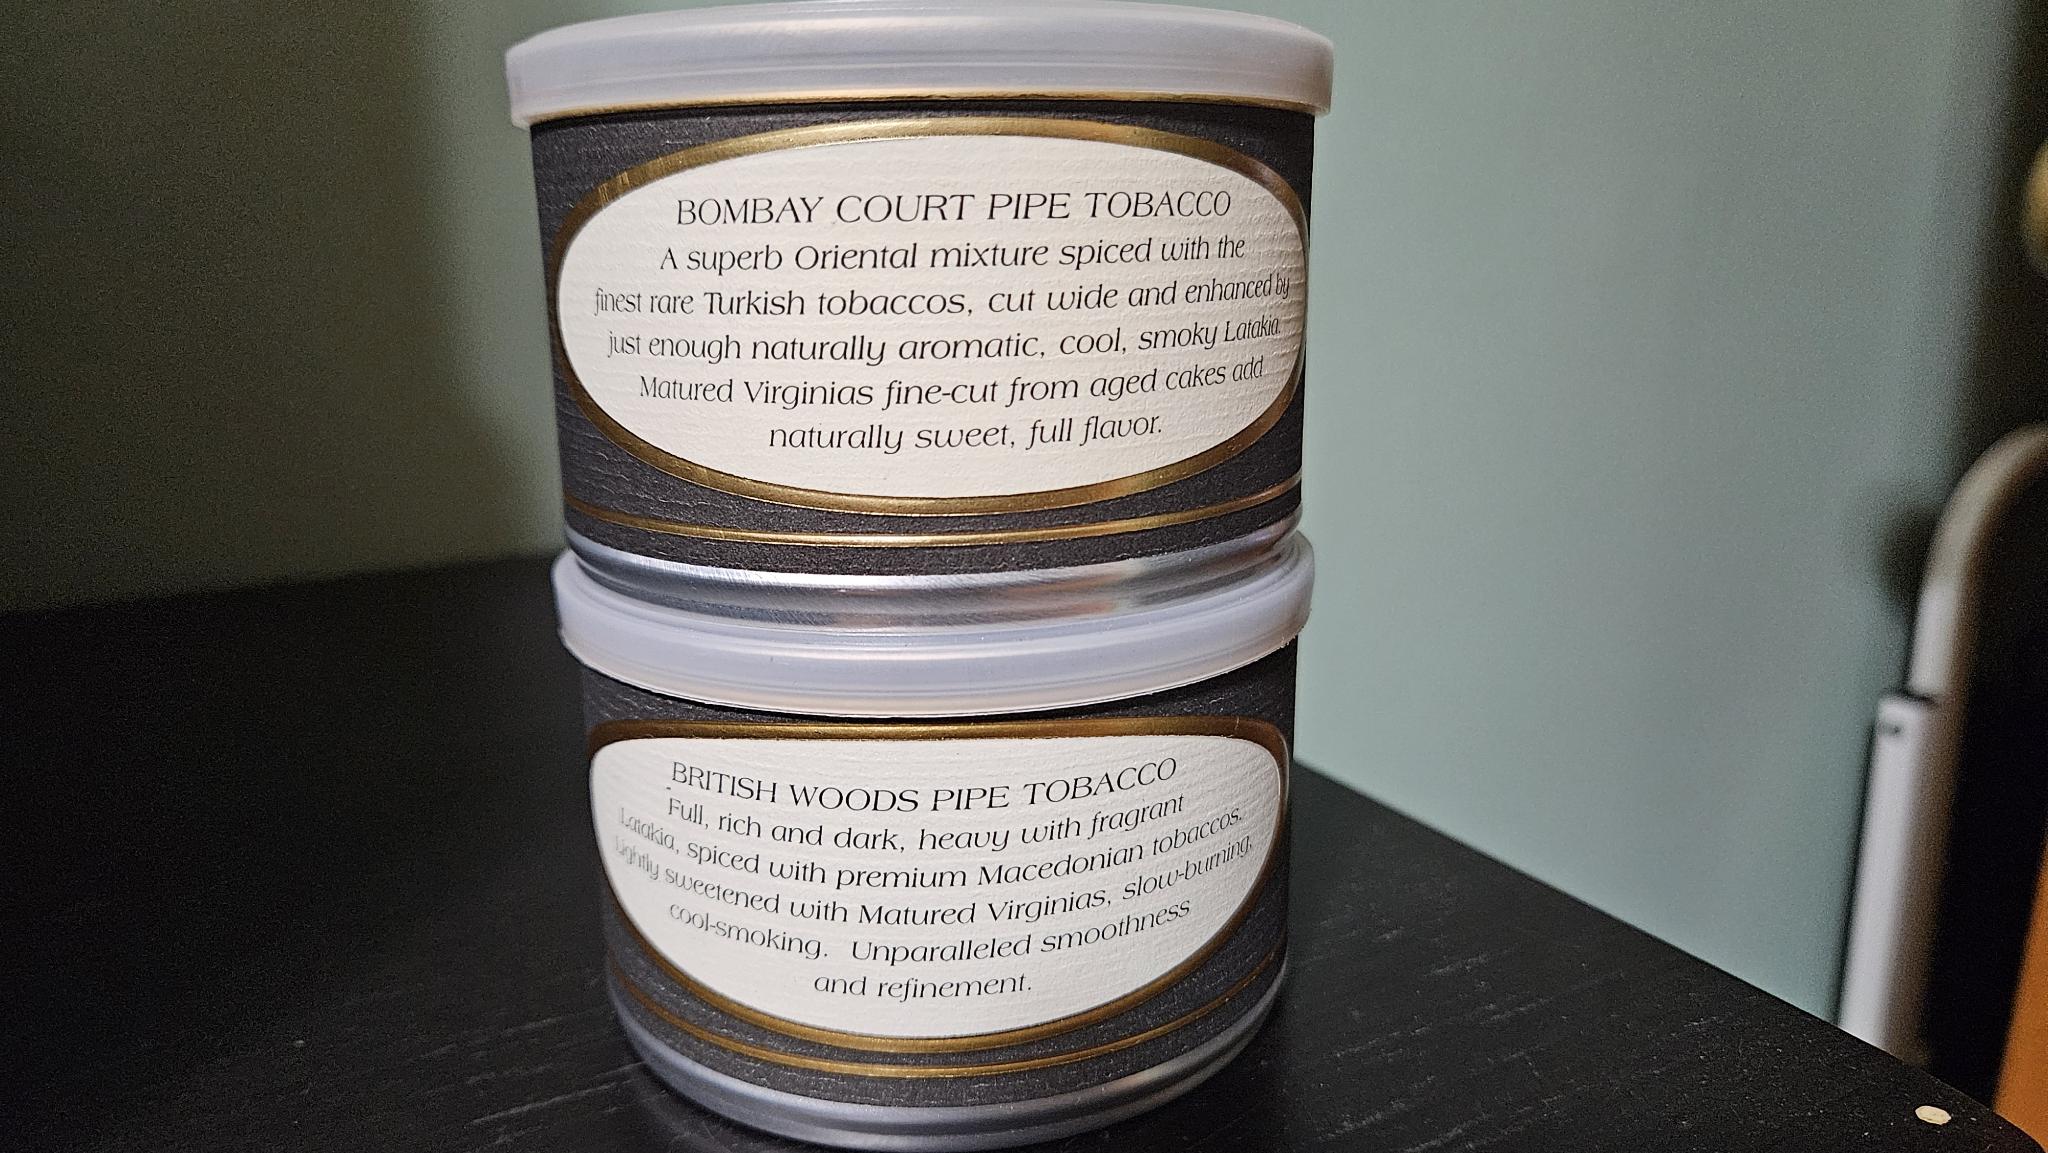 BOMBAY COURT PIPE TOBACCO
A superb Oriental mixture spiced with the
finest rare Turkish tobaccos, cut wide and enhanced by
just enough naturally aromatic, cool, smoky Latakia.
Matured Virginias fine-cut from aged cakes add
naturally sweet, full flavor.
BRITISH WOODS PIPE TOBACCO
Full, rich and dark, heavy with fragrant
Latakia, spiced with premium Macedonian tobaccos.
Lightly sweetened with Matured Virginias, slow-burning,
cool-smoking. Unparalleled smoothness
and refinement.